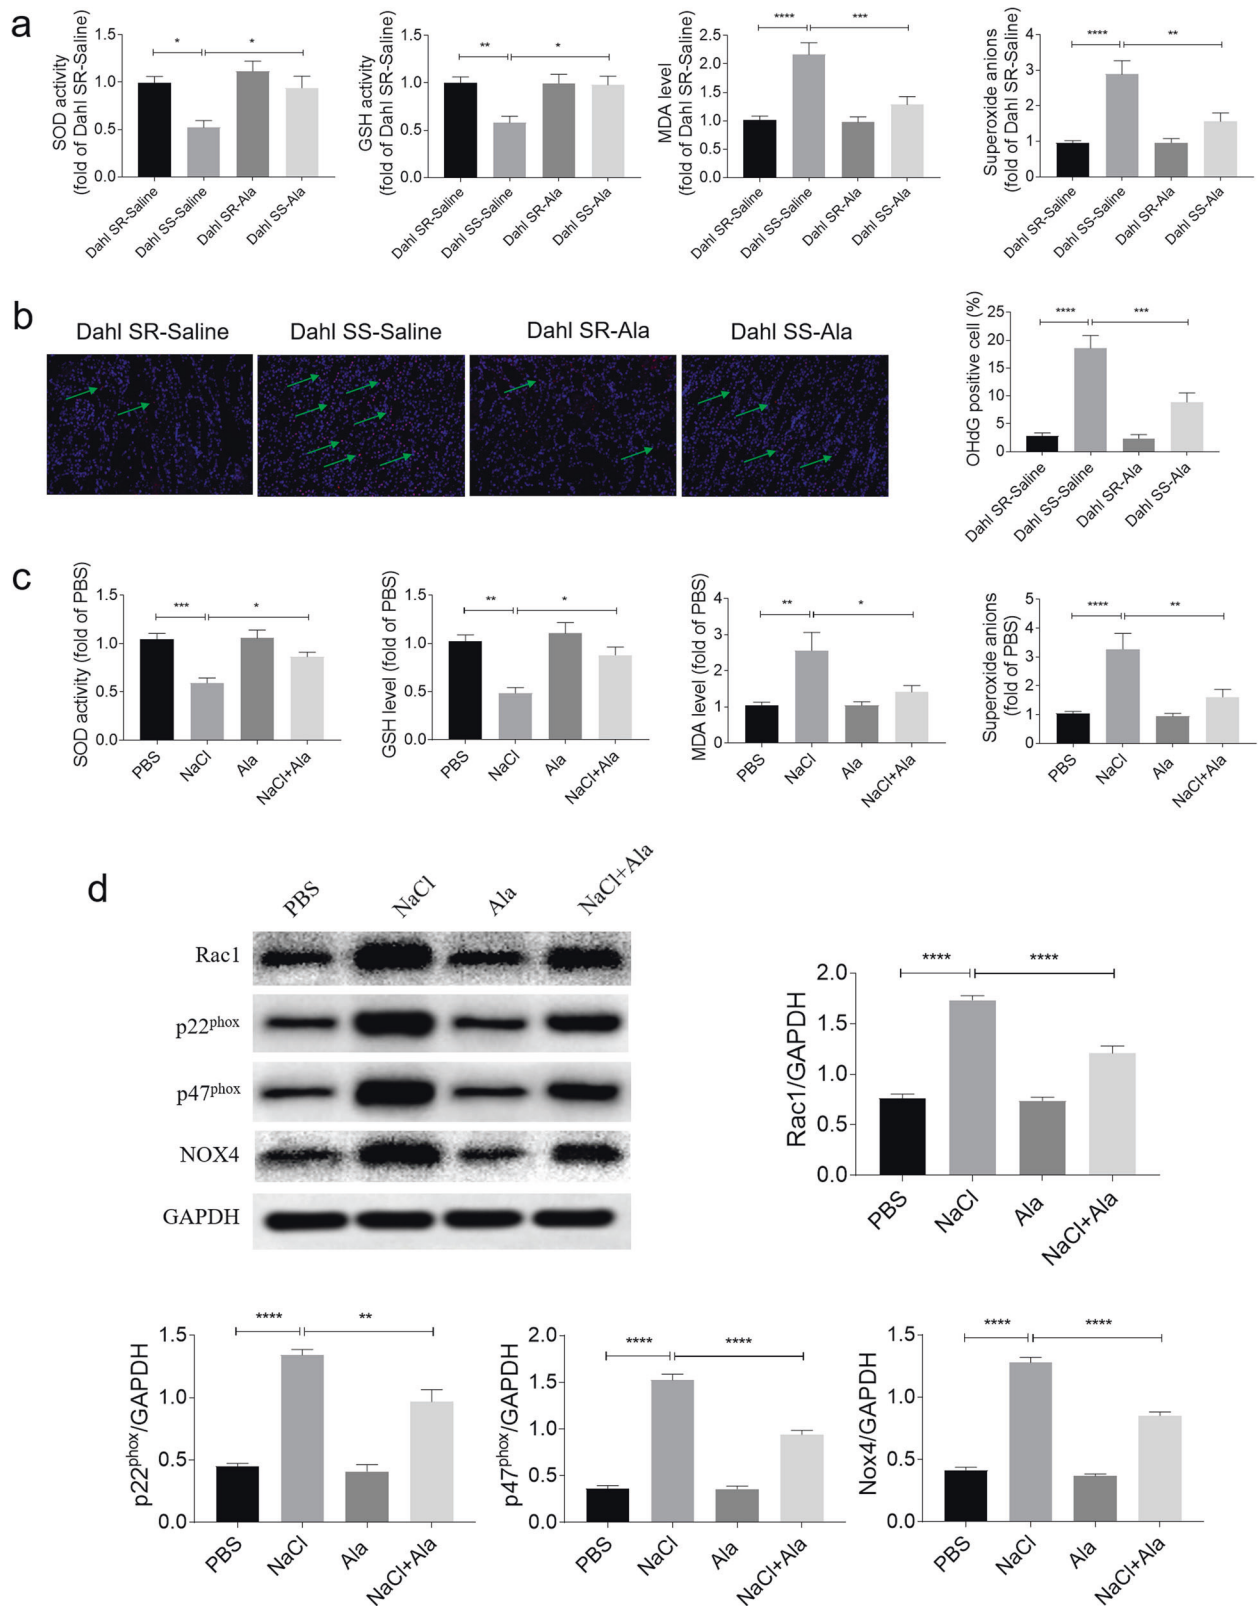 a
SOD activity
(fold of Dahl SR-Saline)
1.5
1.0
0.5
0.0
*
*
Dahl SR-Saline
Dahl SS-Saline
Dahl SR-Ala
Dahl SS-Ala
GSH activity
(fold of Dahl SR-Saline)
1.5
1.0
0.5
0.0
**
*
Dahl SR-Saline
Dahl SS-Saline
Dahl SR-Ala
Dahl SS-Ala
MDA level
(fold of Dahl SR-Saline)
2.5
2.0
1.5
1.0
0.5
0.0
****
***
Dahl SR-Saline
Dahl SS-Saline
Dahl SR-Ala
Dahl SS-Ala
Superoxide anions
(fold of Dahl SR-Saline)
4
3
2
1
0
****
**
Dahl SR-Saline
Dahl SS-Saline
Dahl SR-Ala
Dahl SS-Ala
b
Dahl SR-Saline
Dahl SS-Saline
Dahl SR-Ala
Dahl SS-Ala
OHdG positive cell (%)
25
20
15
10
5
0
****
***
Dahl SR-Saline
Dahl SS-Saline
Dahl SR-Ala
Dahl SS-Ala
c
SOD activity (fold of PBS)
1.5
1.0
0.5
0.0
***
*
PBS
NaCl
Ala
NaCl+Ala
GSH level (fold of PBS)
1.5
1.0
0.5
0.0
**
*
PBS
NaCl
Ala
NaCl+Ala
MDA level (fold of PBS)
4
3
2
1
0
**
*
PBS
NaCl
Ala
NaCl+Ala
Superoxide anions
(fold of PBS)
5
4
3
2
1
0
****
**
PBS
NaCl
Ala
NaCl+Ala
d
PBS
NaCl
Ala
NaCl+Ala
Rac1
p22phox
p47phox
NOX4
GAPDH
Rac1/GAPDH
2.0
1.5
1.0
0.5
0.0
****
****
PBS
NaCl
Ala
NaCl+Ala
p22phox/GAPDH
1.5
1.0
0.5
0.0
****
**
PBS
NaCl
Ala
NaCl+Ala
p47phox/GAPDH
2.0
1.5
1.0
0.5
0.0
****
****
PBS
NaCl
Ala
NaCl+Ala
Nox4/GAPDH
1.5
1.0
0.5
0.0
****
****
PBS
NaCl
Ala
NaCl+Ala